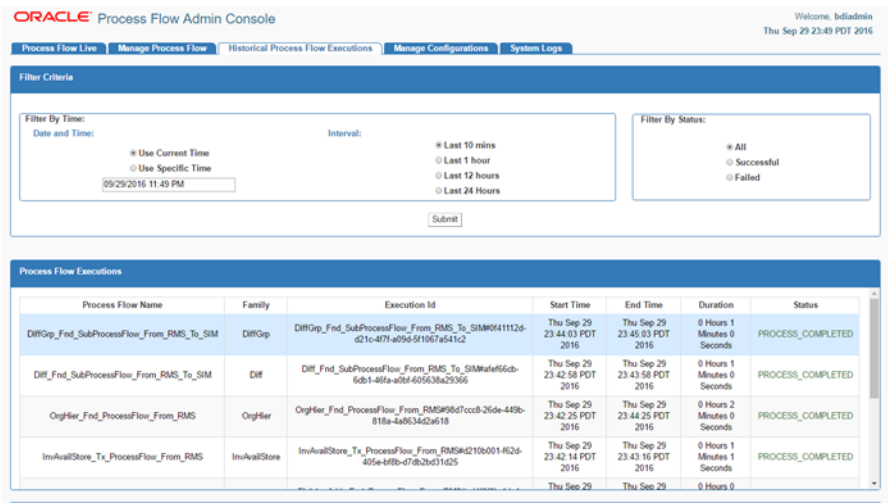 ORACLE Process Flow Admin Console
Welcome, bdiadmin
Thu Sep 29 23:49 PDT 2016
Process Flow Live Manage Process Flow Historical Process Flow Executions Manage Configurations System Logs
Filter Criteria
Filter By Time:
Date and Time:
Use Current Time
Use Specific Time
09/29/2016 11:49 PM
Interval:
Last 10 mins
Last 1 hour
Last 12 hours
Last 24 Hours
Filter By Status:
All
Successful
Failed
Submit
Process Flow Executions
Process Flow Name Family Execution Id Start Time End Time Duration Status
DiffGrp_Fnd_SubProcessFlow_From_RMS_To_SIM
DiffGrp
DiffGrp_Fnd_SubProcessFlow_From_RMS_To_SIM#0f41112d-
d21c-4f7f-a09d-5f1067a541c2
Thu Sep 29
23:44:03 PDT
2016
Thu Sep 29
23:45:03 PDT
2016
0 Hours 1
Minutes 0
Seconds
PROCESS_COMPLETED
Diff_Fnd_SubProcessFlow_From_RMS_To_SIM
Diff
Diff_Fnd_SubProcessFlow_From_RMS_To_SIM#afef66cb-
6db1-46fa-a0bf-605638a29366
Thu Sep 29
23:42:58 PDT
2016
Thu Sep 29
23:43:58 PDT
2016
0 Hours 1
Minutes 0
Seconds
PROCESS_COMPLETED
OrgHier_Fnd_ProcessFlow_From_RMS
OrgHier
OrgHier_Fnd_ProcessFlow_From_RMS#98d7ccc8-26de-449b-
818a-4a8634d2a618
Thu Sep 29
23:42:25 PDT
2016
Thu Sep 29
23:44:25 PDT
2016
0 Hours 2
Minutes 0
Seconds
PROCESS_COMPLETED
InvAvailStore_Tx_ProcessFlow_From_RMS
InvAvailStore
InvAvailStore_Tx_ProcessFlow_From_RMS#d210b001-f62d-
405e-bf8b-d7db2bd31d25
Thu Sep 29
23:42:14 PDT
2016
Thu Sep 29
23:43:16 PDT
2016
0 Hours 1
Minutes 1
Seconds
PROCESS_COMPLETED
Thu Sep 29
Thu Sep 29
0 Hours 0